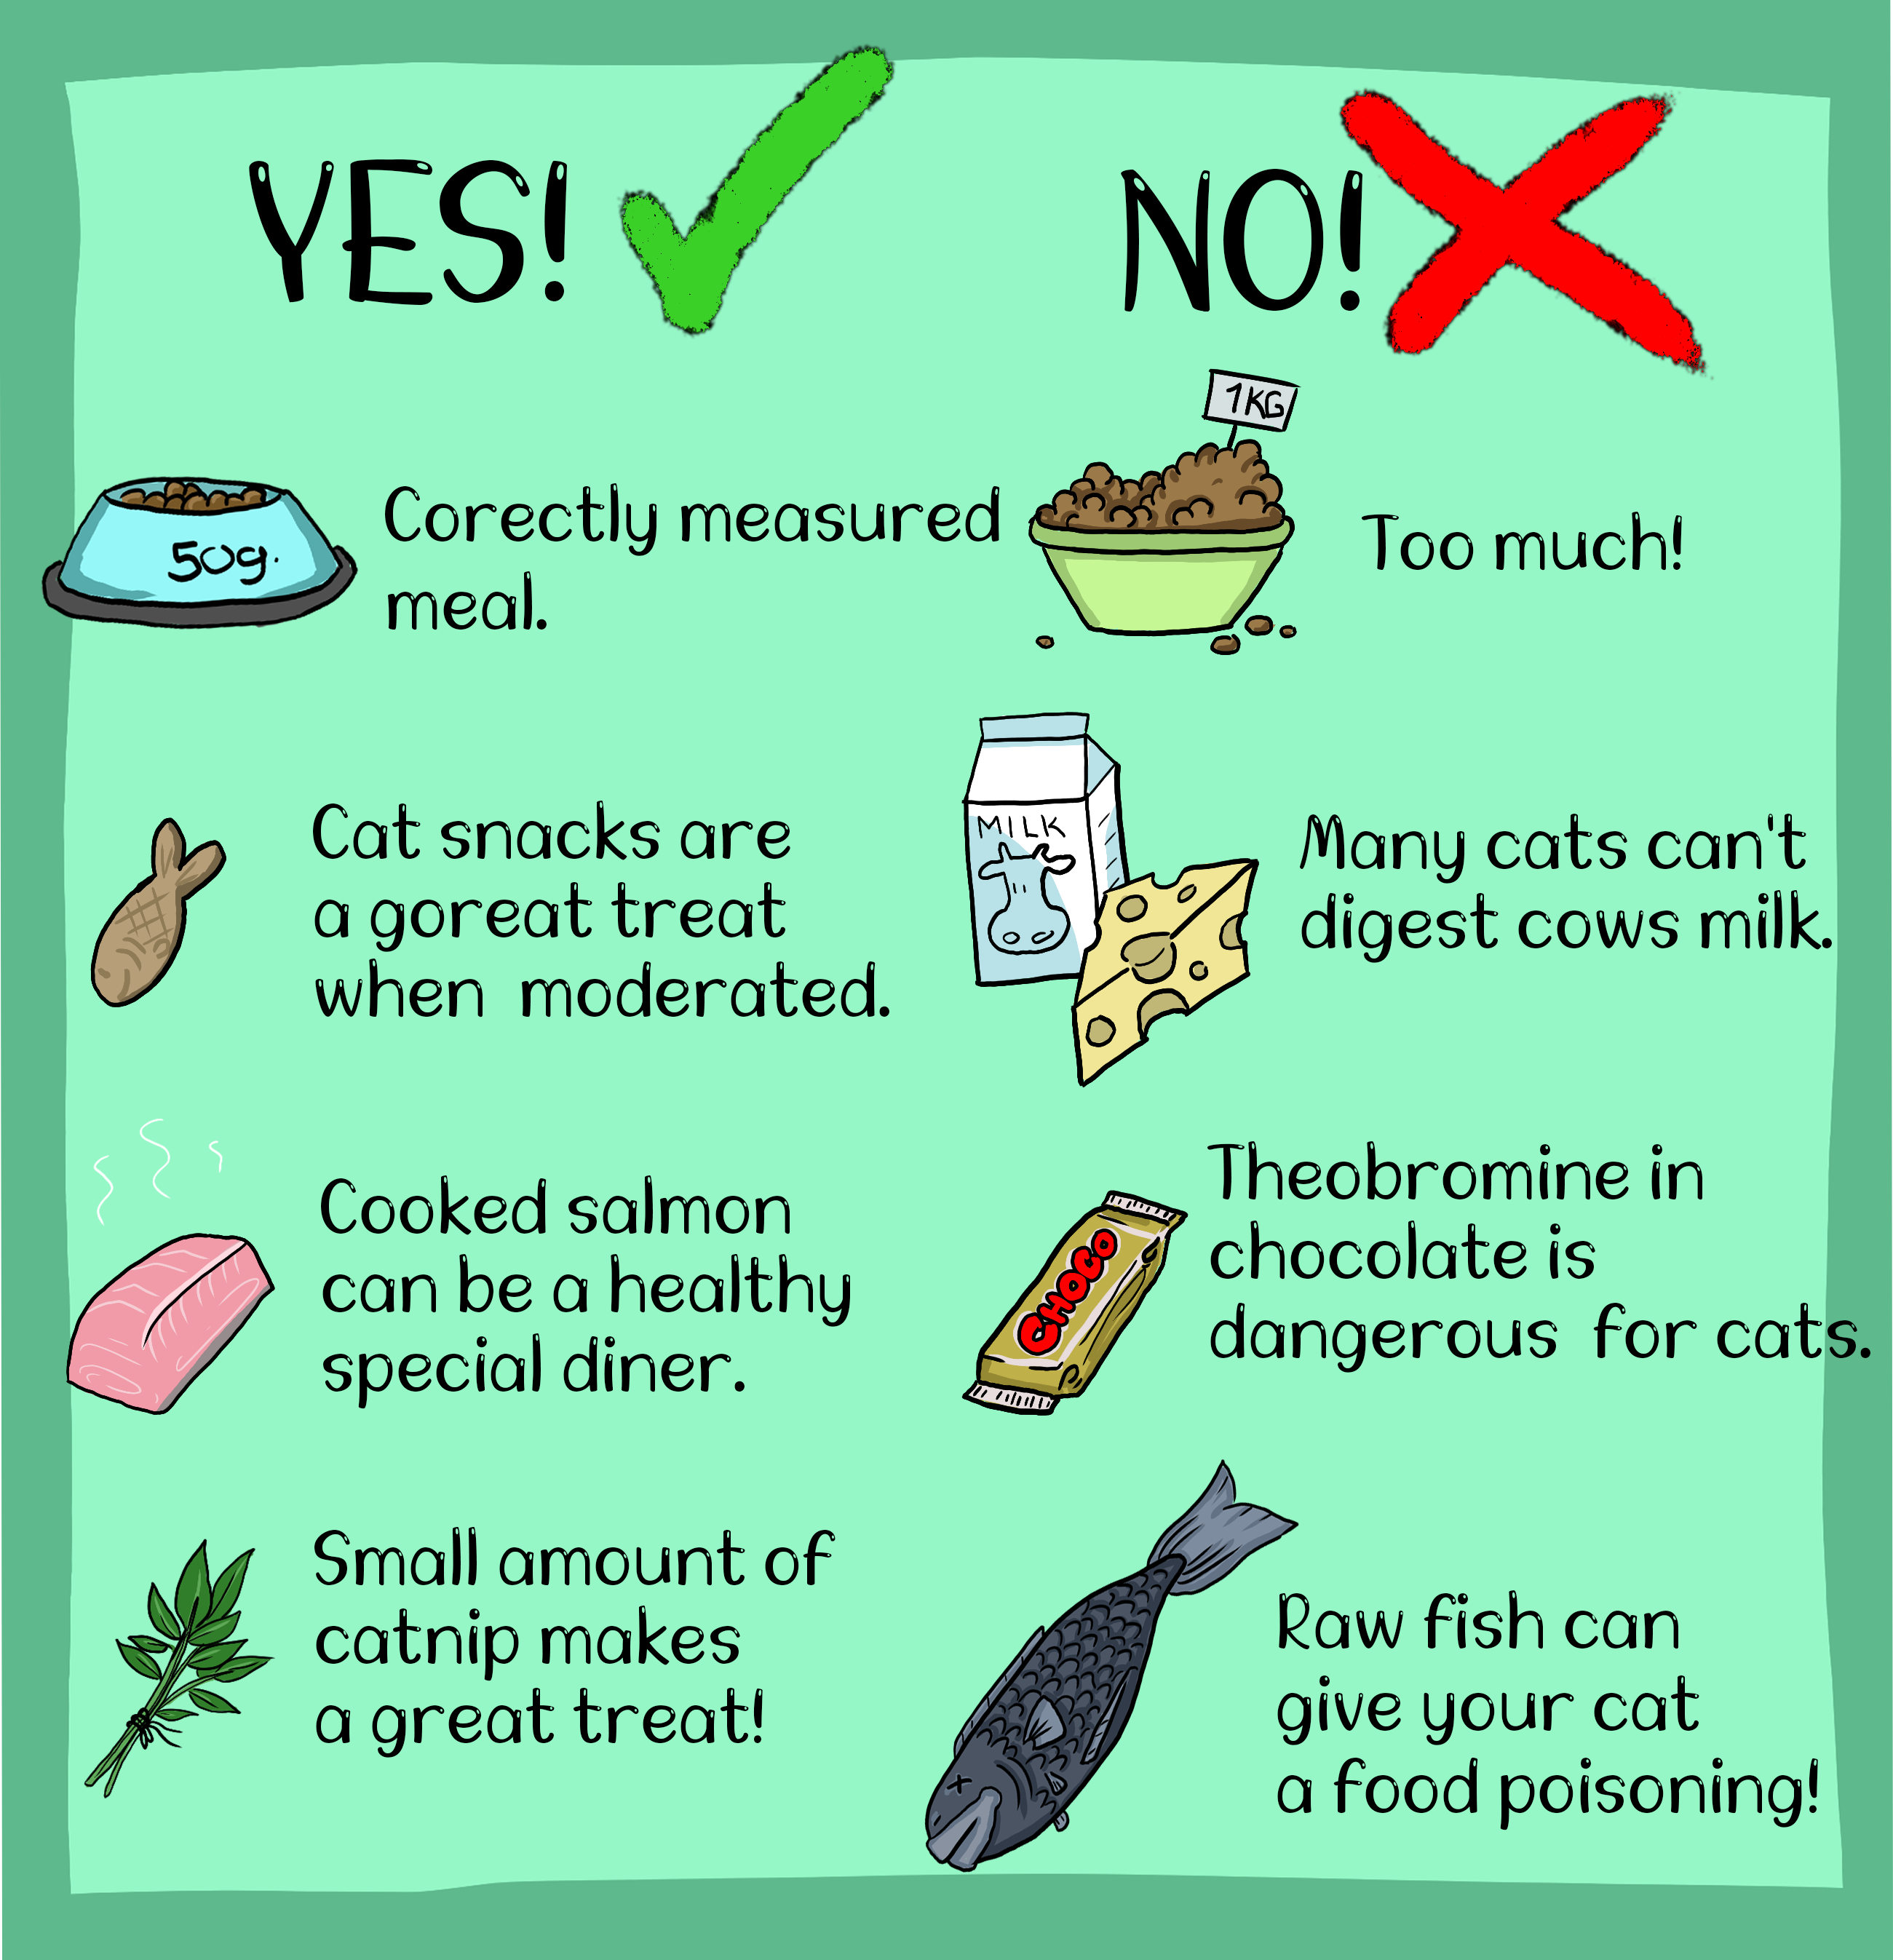 YES!
NO!
1KG
50g.
Corectly measured
meal.
Too much!
Cat snacks are
a goreat treat
when moderated.
MILK
Many cats can't
digest cows milk.
Cooked salmon
can be a healthy
special diner.
CHOCO
Theobromine in
chocolate is
dangerous for cats.
Small amount of
catnip makes
a great treat!
Raw fish can
give your cat
a food poisoning!